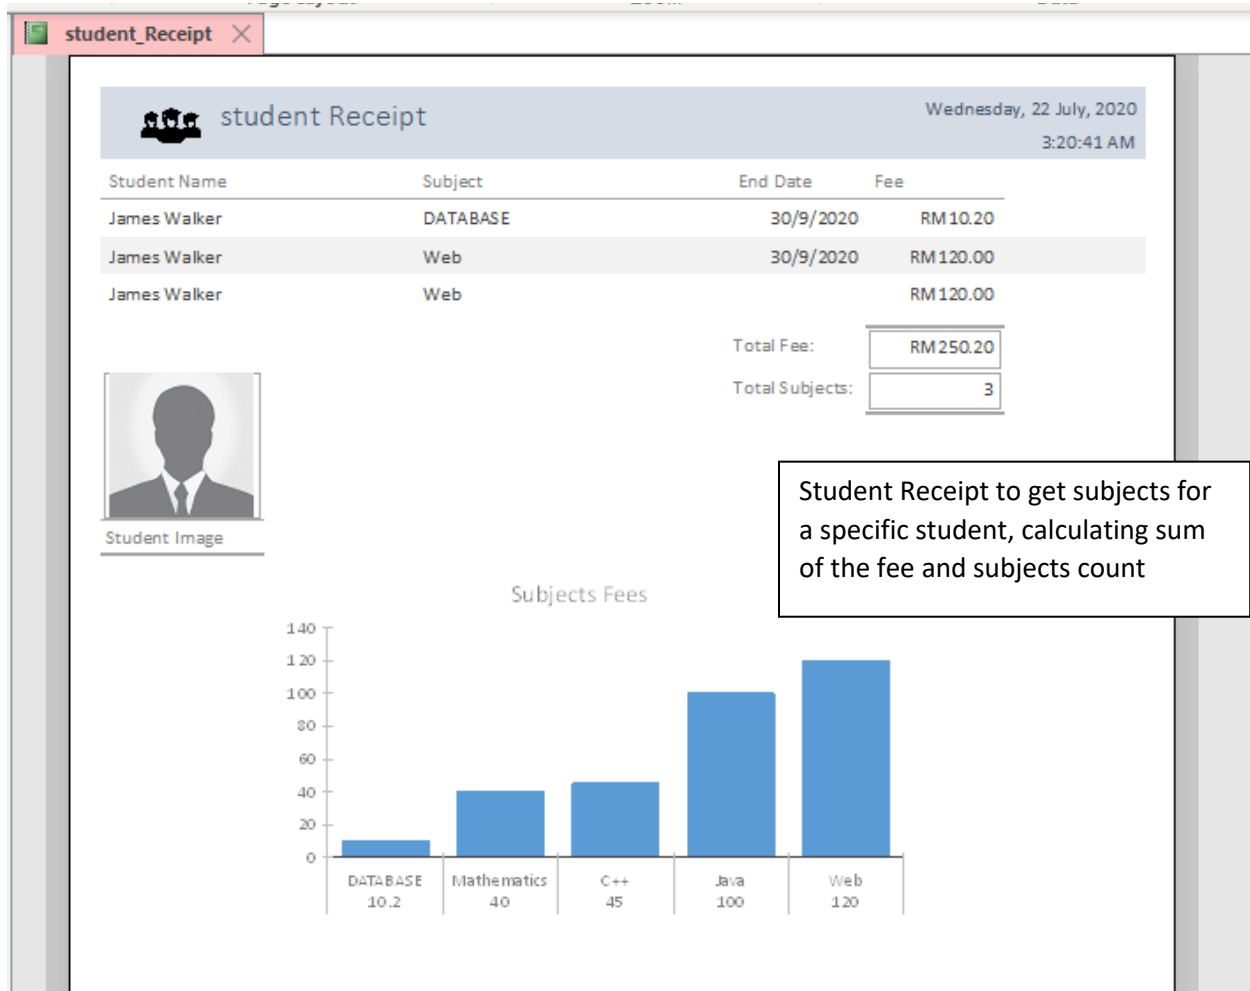 student_Receipt
student Receipt
Wednesday, 22 July, 2020
3:20:41 AM
Student Name Subject End Date Fee
James Walker DATABASE 30/9/2020 RM10.20
James Walker Web 30/9/2020 RM120.00
James Walker Web RM120.00
Total Fee: RM250.20
Total Subjects: 3
Student Image
Student Receipt to get subjects for
a specific student, calculating sum
of the fee and subjects count
Subjects Fees
140
120
100
80
60
40
20
0
DATABASE Mathematics C++ Java Web
10.2 40 45 100 120